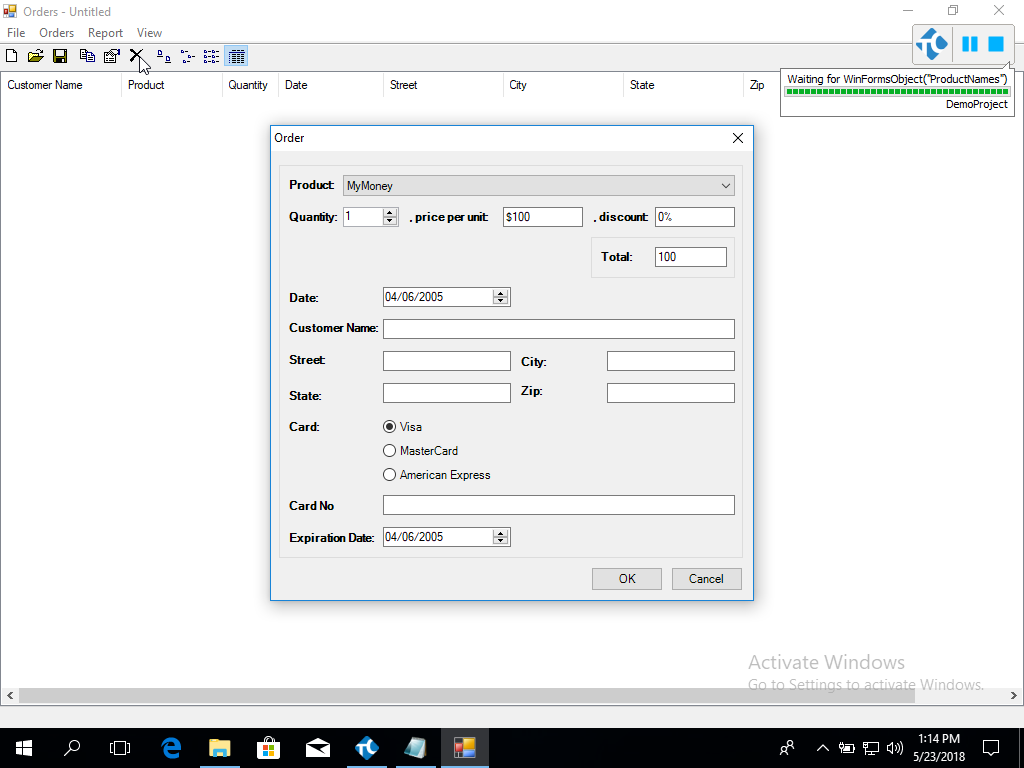 Orders - Untitled
File Orders Report View
Customer Name Product Quantity Date Street City State Zip
Waiting for WinFormsObject("ProductNames")
DemoProject
Order
Product: MyMoney
Quantity: 1 , price per unit: $100 , discount: 0%
Total: 100
Date: 04/06/2005
Customer Name:
Street: City:
State: Zip:
Card: Visa
MasterCard
American Express
Card No
Expiration Date: 04/06/2005
OK Cancel
Activate Windows
Go to Settings to activate Windows.
1:14 PM
5/23/2018